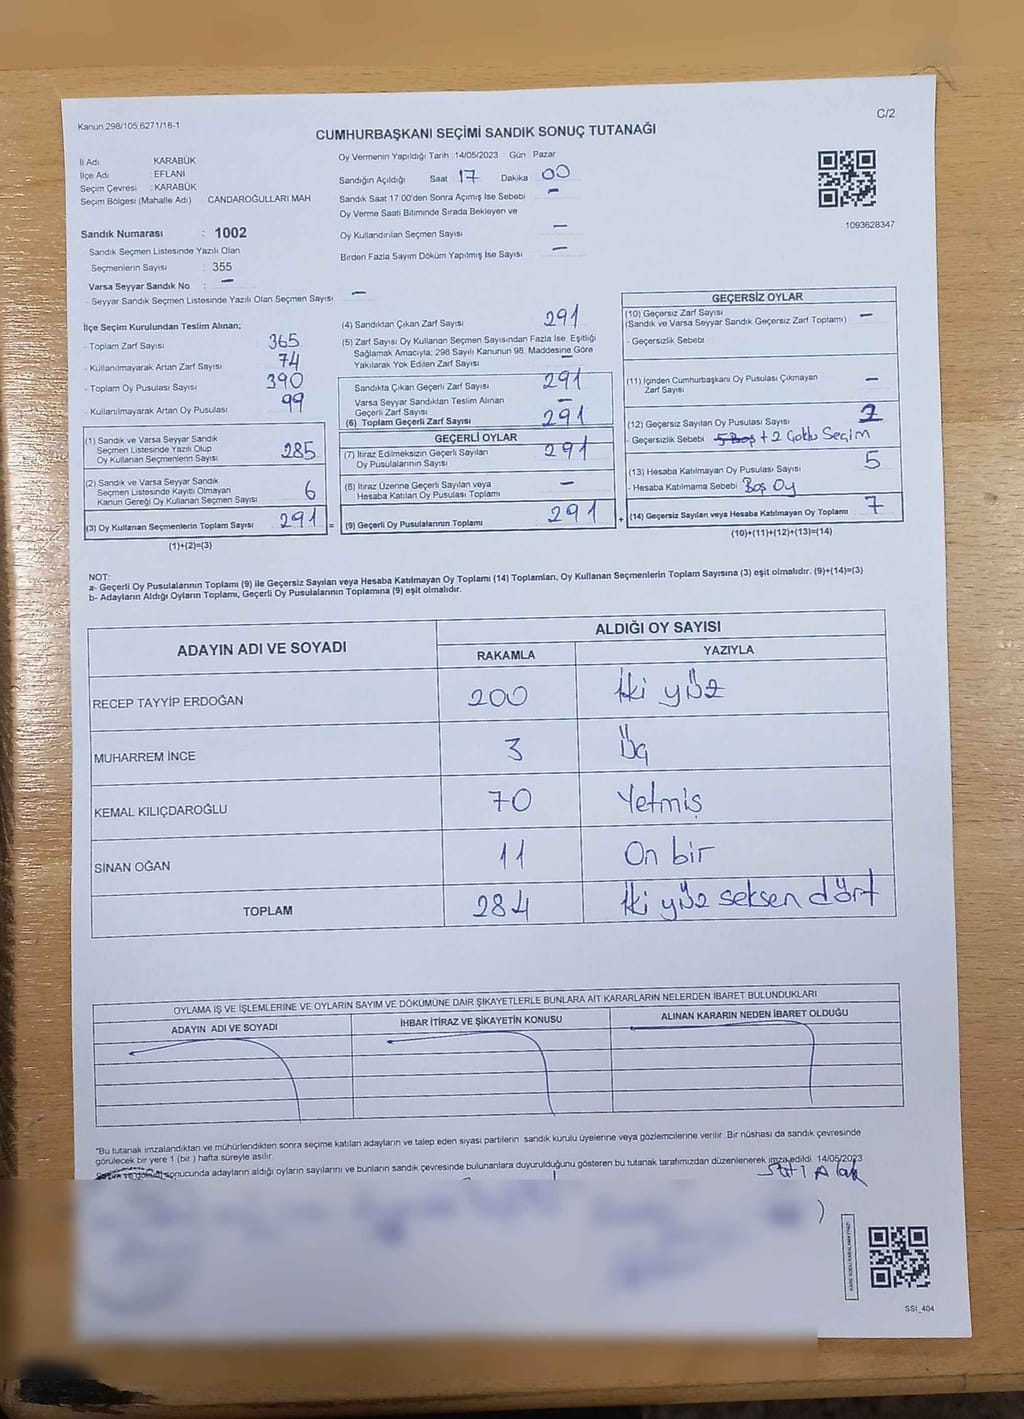 Kanun:298/105,6271/18-1
C/2
CUMHURBAŞKANI SEÇİMİ SANDIK SONUÇ TUTANAĞI
İl Adı KARABÜK
İlçe Adı : EFLANİ
Seçim Çevresi : KARABÜK
Seçim Bölgesi (Mahalle Adı) CANDAROĞULLARI MAH
Sandık Numarası : 1002
- Sandık Seçmen Listesinde Yazılı Olan
Seçmenlerin Sayısı : 355
Varsa Seyyar Sandık No : -
- Seyyar Sandık Seçmen Listesinde Yazılı Olan Seçmen Sayısı -
Oy Vermenin Yapıldığı Tarih 14/05/2023 Gün Pazar
Sandığın Açıldığı Saat 17 Dakika 00
Sandık Saat 17:00'den Sonra Açımış İse Sebebi -
Oy Verme Saati Bitiminde Sırada Bekleyen ve
Oy Kullandırılan Seçmen Sayısı -
Birden Fazla Sayım Döküm Yapılmış İse Sayısı -
1093628347
İlçe Seçim Kurulundan Teslim Alınan;
- Toplam Zarf Sayısı 365
- Kullanılmayarak Artan Zarf Sayısı 74
- Toplam Oy Pusulası Sayısı 390
- Kullanılmayarak Artan Oy Pusulası 99
(1) Sandık ve Varsa Seyyar Sandık
Seçmen Listesinde Yazılı Olup
Oy Kullanan Seçmenlerin Sayısı 285
(2) Sandık ve Varsa Seyyar Sandık
Seçmen Listesinde Kayıtlı Olmayan
Kanun Gereği Oy Kullanan Seçmen Sayısı 6
(3) Oy Kullanan Seçmenlerin Toplam Sayısı 291 =
(1)+(2)=(3)
(4) Sandıktan Çıkan Zarf Sayısı 291
(5) Zarf Sayısı Oy Kullanan Seçmen Sayısından Fazla İse, Eşitliği
Sağlamak Amacıyla; 298 Sayılı Kanunun 98. Maddesine Göre
Yakılarak Yok Edilen Zarf Sayısı -
Sandıkta Çıkan Geçerli Zarf Sayısı 291
Varsa Seyyar Sandıktan Teslim Alınan
Geçerli Zarf Sayısı -
(6) Toplam Geçerli Zarf Sayısı 291
GEÇERLİ OYLAR
(7) İtiraz Edilmeksizin Geçerli Sayılan
Oy Pusulalarının Sayısı 291
(8) İtiraz Üzerine Geçerli Sayılan veya
Hesaba Katılan Oy Pusulası Toplamı -
(9) Geçerli Oy Pusulalarının Toplamı 291 +
GEÇERSİZ OYLAR
(10) Geçersiz Zarf Sayısı
(Sandık ve Varsa Seyyar Sandık Geçersiz Zarf Toplamı) -
- Geçersizlik Sebebi
(11) İçinden Cumhurbaşkanı Oy Pusulası Çıkmayan
Zarf Sayısı -
(12) Geçersiz Sayılan Oy Pusulası Sayısı 2
- Geçersizlik Sebebi 5 Boş + 2 Çoklu Seçim
(13) Hesaba Katılmayan Oy Pusulası Sayısı 5
- Hesaba Katılmama Sebebi Boş Oy
(14) Geçersiz Sayılan veya Hesaba Katılmayan Oy Toplamı 7
(10)+(11)+(12)+(13)=(14)
NOT:
a- Geçerli Oy Pusulalarının Toplamı (9) ile Geçersiz Sayılan veya Hesaba Katılmayan Oy Toplamı (14) Toplamları, Oy Kullanan Seçmenlerin Toplam Sayısına (3) eşit olmalıdır. (9)+(14)=(3)
b- Adayların Aldığı Oyların Toplamı, Geçerli Oy Pusulalarının Toplamına (9) eşit olmalıdır.
ADAYIN ADI VE SOYADI
ALDIĞI OY SAYISI
RAKAMLA YAZIYLA
RECEP TAYYİP ERDOĞAN 200 İki yüz
MUHARREM İNCE 3 Üç
KEMAL KILIÇDAROĞLU 70 Yetmiş
SİNAN OĞAN 11 On bir
TOPLAM 284 İki yüz seksen dört
OYLAMA İŞ VE İŞLEMLERİNE VE OYLARIN SAYIM VE DÖKÜMÜNE DAİR ŞİKAYETLERLE BUNLARA AİT KARARLARIN NELERDEN İBARET BULUNDUKLARI
ADAYIN ADI VE SOYADI İHBAR İTİRAZ VE ŞİKAYETİN KONUSU ALINAN KARARIN NEDEN İBARET OLDUĞU
"Bu tutanak imzalandıktan ve mühürlendikten sonra seçime katılan adayların ve talep eden siyasi partilerin sandık kurulu üyelerine veya gözlemcilerine verilir. Bir nüshası da sandık çevresinde
görülecek bir yere 1 (bir ) hafta süreyle asılır.
sonucunda adayların aldığı oyların sayılarını ve bunların sandık çevresinde bulunanlara duyurulduğunu gösteren bu tutanak tarafımızdan düzenlenerek imza edildi 14/05/2023
SSI_404